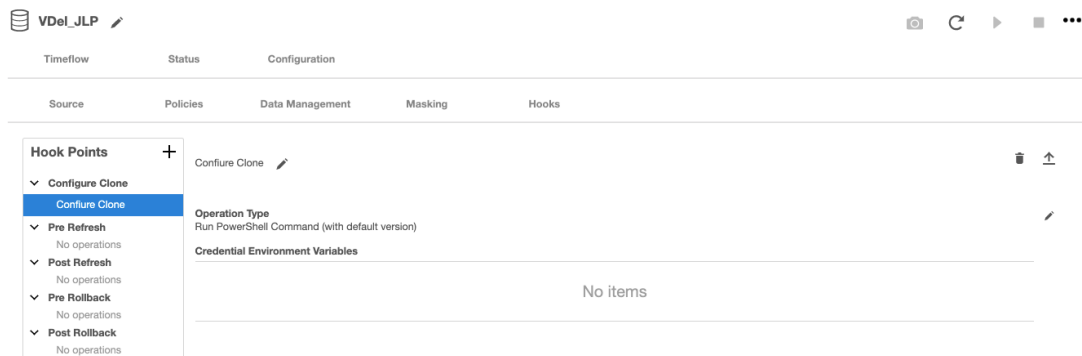 VDel_JLP
Timeflow Status Configuration
Source Policies Data Management Masking Hooks
Hook Points
Configure Clone
Confiure Clone
Pre Refresh
No operations
Post Refresh
No operations
Pre Rollback
No operations
Post Rollback
No operations
Confiure Clone
Operation Type
Run PowerShell Command (with default version)
Credential Environment Variables
No items